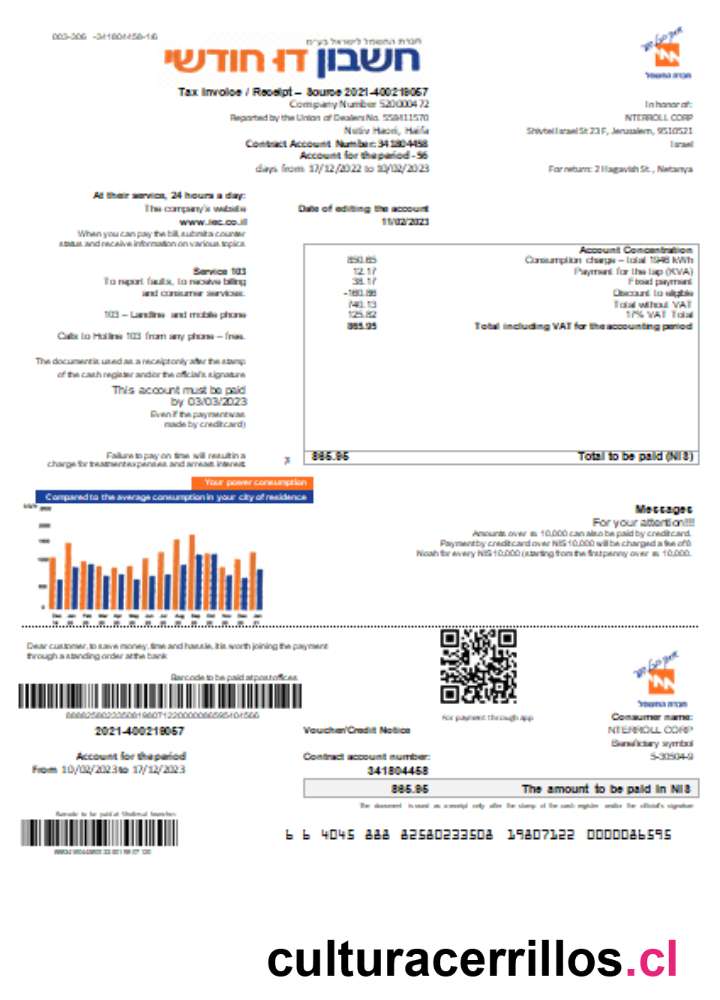 003-306 -341804458-16
חברת החשמל לישראל בע״מ
חשבון דו חודשי
Tax Invoice / Receipt – Source 2021-400219057
Company Number 520000472
Reported by the Union of Dealers No. 558411570
Netiv Haori, Haifa
Contract Account Number: 341804458
Account for the period - 56
days from 17/12/2022 to 10/02/2023
חברת החשמל
In honor of:
NTERROLL CORP
Shivtei Israel St 23 F, Jerusalem, 9510521
Israel
For return: 2 Hagavish St., Netanya
At their service, 24 hours a day:
The company's website
www.iec.co.il
When you can pay the bill, submit a counter
status and receive information on various topics
Date of editing the account
11/02/2023
Service 103
To report faults, to receive billing
and consumer services.
103 – Landline and mobile phone
Calls to Hotline 103 from any phone – free.
The document is used as a receipt only after the stamp
of the cash register and/or the official's signature
This account must be paid
by 03/03/2023
Even if the payment was
made by credit card)
Failure to pay on time will result in a
charge for treatment expenses and arrears interest.
Account Concentration
850.65 Consumption charge – total 1546 kWh
12.17 Payment for the tap (KVA)
38.17 Fixed payment
-160.86 Discount to eligible
740.13 Total without VAT
125.82 17% VAT Total
865.95 Total including VAT for the accounting period
865.95 Total to be paid (NIS)
Your power consumption
Compared to the average consumption in your city of residence
Messages
For your attention!!!!
Amounts over ₪ 10,000 can also be paid by credit card.
Payment by credit card over NIS 10,000 will be charged a fee of
Noah for every NIS 10,000 (starting from the first penny over ₪ 10,000.
Dear customer, to save money, time and hassle, it is worth joining the payment
through a standing order at the bank
Barcode to be paid at post offices
2021-400219057
Account for the period
From 10/02/2023 to 17/12/2023
For payment through app
Voucher/Credit Notice
Contract account number:
341804458
חברת החשמל
Consumer name:
NTERROLL CORP
Beneficiary symbol
5-30504-9
865.95 The amount to be paid in NIS
The document is used as a receipt only after the stamp of the cash register and/or the official's signature
6 6 4045 888 82580233508 19807122 0000086595
culturacerrillos.cl